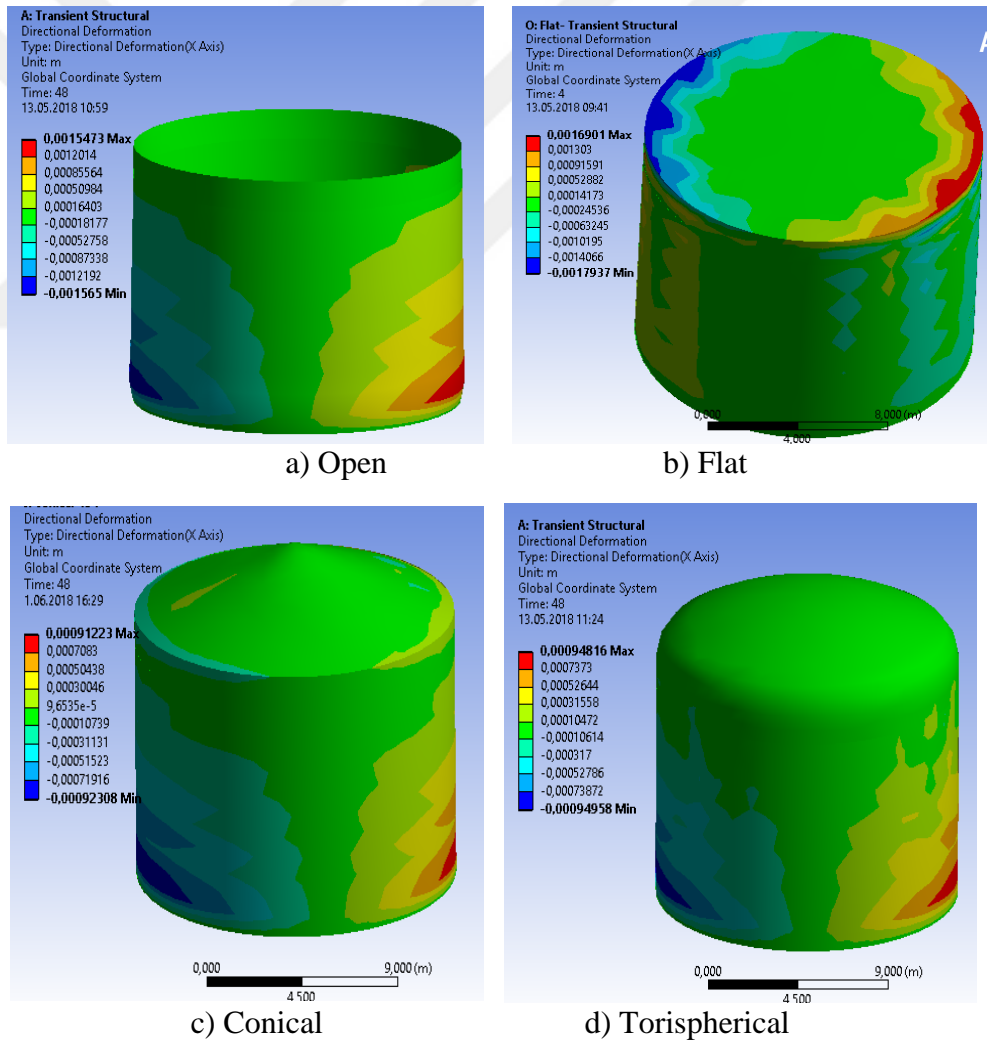 A: Transient Structural
Directional Deformation
Type: Directional Deformation(X Axis)
Unit: m
Global Coordinate System
Time: 48
13.05.2018 10:59
0,0015473 Max
0,0012014
0,00085564
0,00050984
0,00016403
-0,00018177
-0,00052758
-0,00087338
-0,0012192
-0,001565 Min
a) Open
O: Flat- Transient Structural
Directional Deformation
Type: Directional Deformation(X Axis)
Unit: m
Global Coordinate System
Time: 4
13.05.2018 09:41
A
0,0016901 Max
0,001303
0,00091591
0,00052882
0,00014173
-0,00024536
-0,00063245
-0,0010195
-0,0014066
-0,0017937 Min
0,000
8,000 (m)
4,000
b) Flat
Directional Deformation
Type: Directional Deformation(X Axis)
Unit: m
Global Coordinate System
Time: 48
1.06.2018 16:29
0,00091223 Max
0,0007083
0,00050438
0,00030046
9,6535e-5
-0,00010739
-0,00031131
-0,00051523
-0,00071916
-0,00092308 Min
0,000
9,000 (m)
4,500
c) Conical
A: Transient Structural
Directional Deformation
Type: Directional Deformation(X Axis)
Unit: m
Global Coordinate System
Time: 48
13.05.2018 11:24
0,00094816 Max
0,0007373
0,00052644
0,00031558
0,00010472
-0,00010614
-0,000317
-0,00052786
-0,00073872
-0,00094958 Min
0,000
9,000 (m)
4,500
d) Torispherical